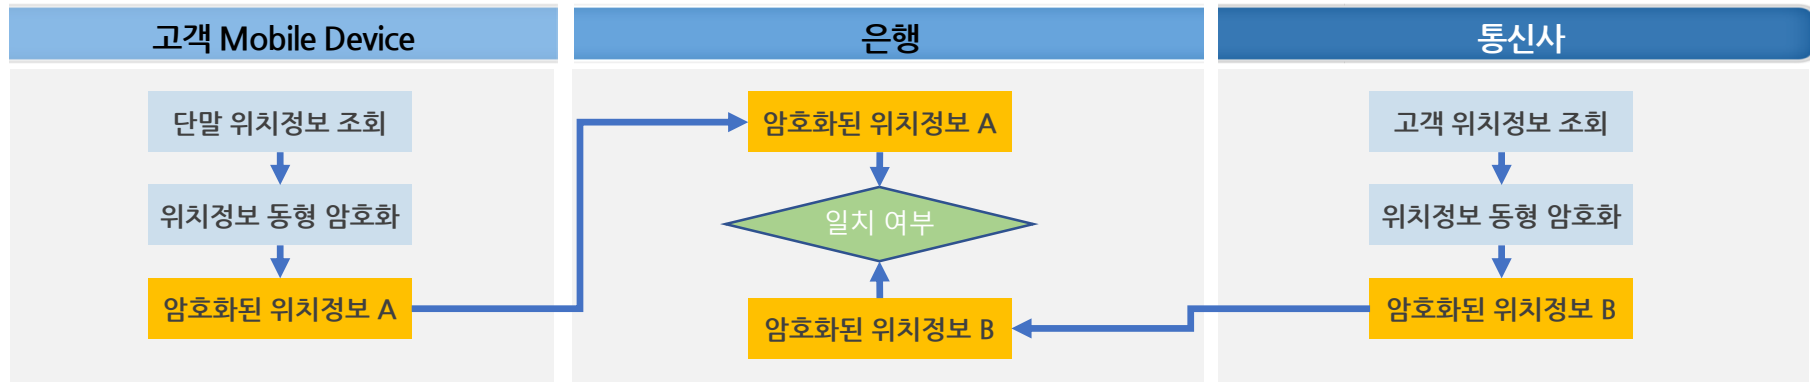 고객 Mobile Device
단말 위치정보 조회
위치정보 동형 암호화
암호화된 위치정보 A
은행
암호화된 위치정보 A
일치 여부
암호화된 위치정보 B
통신사
고객 위치정보 조회
위치정보 동형 암호화
암호화된 위치정보 B